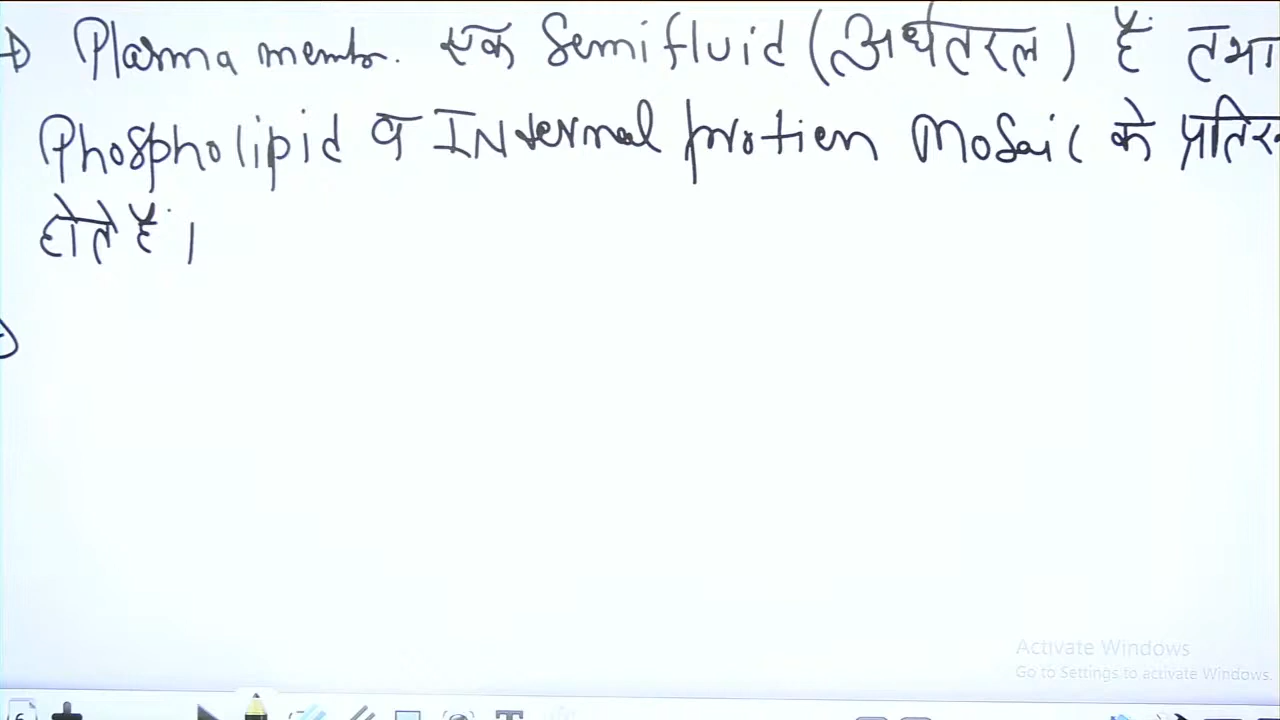 → Plasma membr. एक Semifluid (अर्धतरल) है तथा
Phospholipid व INternal protien Mosaic के
होते है।
Activate Windows
Go to Settings to activate Windows.